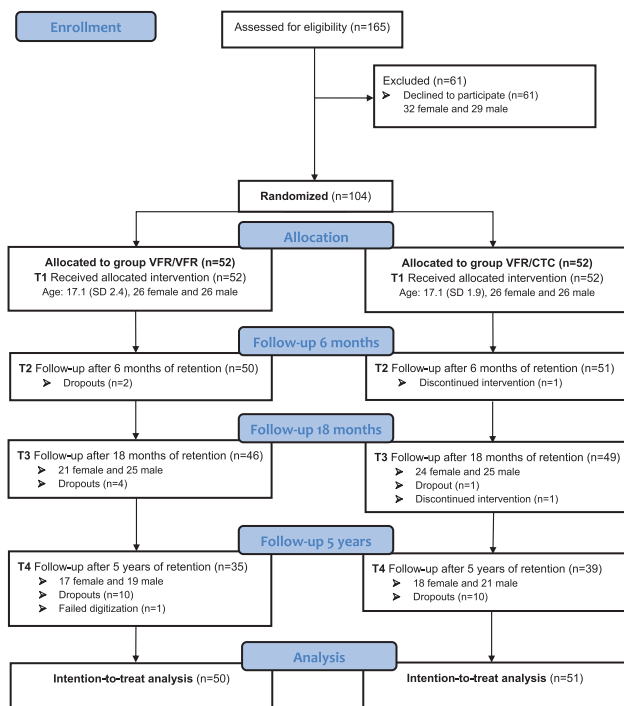 Enrollment
Assessed for eligibility (n=165)
Excluded (n=61)
➤ Declined to participate (n=61)
32 female and 29 male
Randomized (n=104)
Allocation
Allocated to group VFR/VFR (n=52)
T1 Received allocated intervention (n=52)
Age: 17.1 (SD 2.4), 26 female and 26 male
Allocated to group VFR/CTC (n=52)
T1 Received allocated intervention (n=52)
Age: 17.1 (SD 1.9), 26 female and 26 male
Follow-up 6 months
T2 Follow-up after 6 months of retention (n=50)
➤ Dropouts (n=2)
T2 Follow-up after 6 months of retention (n=51)
➤ Discontinued intervention (n=1)
Follow-up 18 months
T3 Follow-up after 18 months of retention (n=46)
➤ 21 female and 25 male
➤ Dropouts (n=4)
T3 Follow-up after 18 months of retention (n=49)
➤ 24 female and 25 male
➤ Dropout (n=1)
➤ Discontinued intervention (n=1)
Follow-up 5 years
T4 Follow-up after 5 years of retention (n=35)
➤ 17 female and 19 male
➤ Dropouts (n=10)
➤ Failed digitization (n=1)
T4 Follow-up after 5 years of retention (n=39)
➤ 18 female and 21 male
➤ Dropouts (n=10)
Analysis
Intention-to-treat analysis (n=50)
Intention-to-treat analysis (n=51)